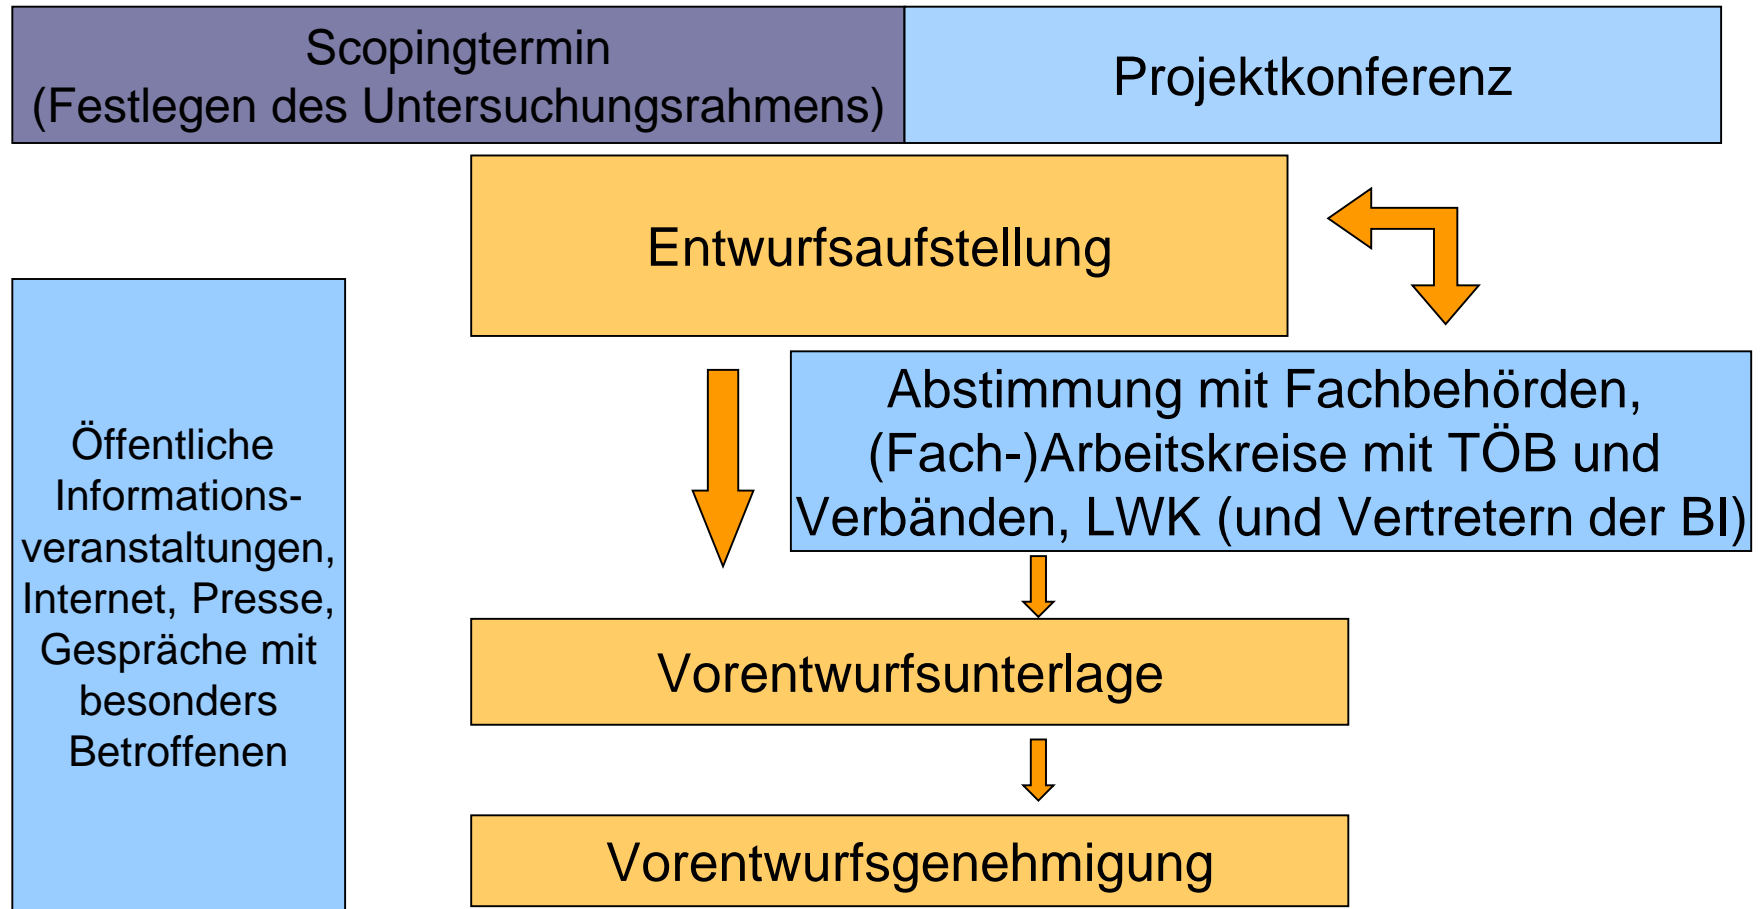 Scopingtermin
(Festlegen des Untersuchungsrahmens)
Projektkonferenz
Entwurfsaufstellung
Öffentliche
Informations-
veranstaltungen,
Internet, Presse,
Gespräche mit
besonders
Betroffenen
Abstimmung mit Fachbehörden,
(Fach-)Arbeitskreise mit TÖB und
Verbänden, LWK (und Vertretern der BI)
Vorentwurfsunterlage
Vorentwurfsgenehmigung